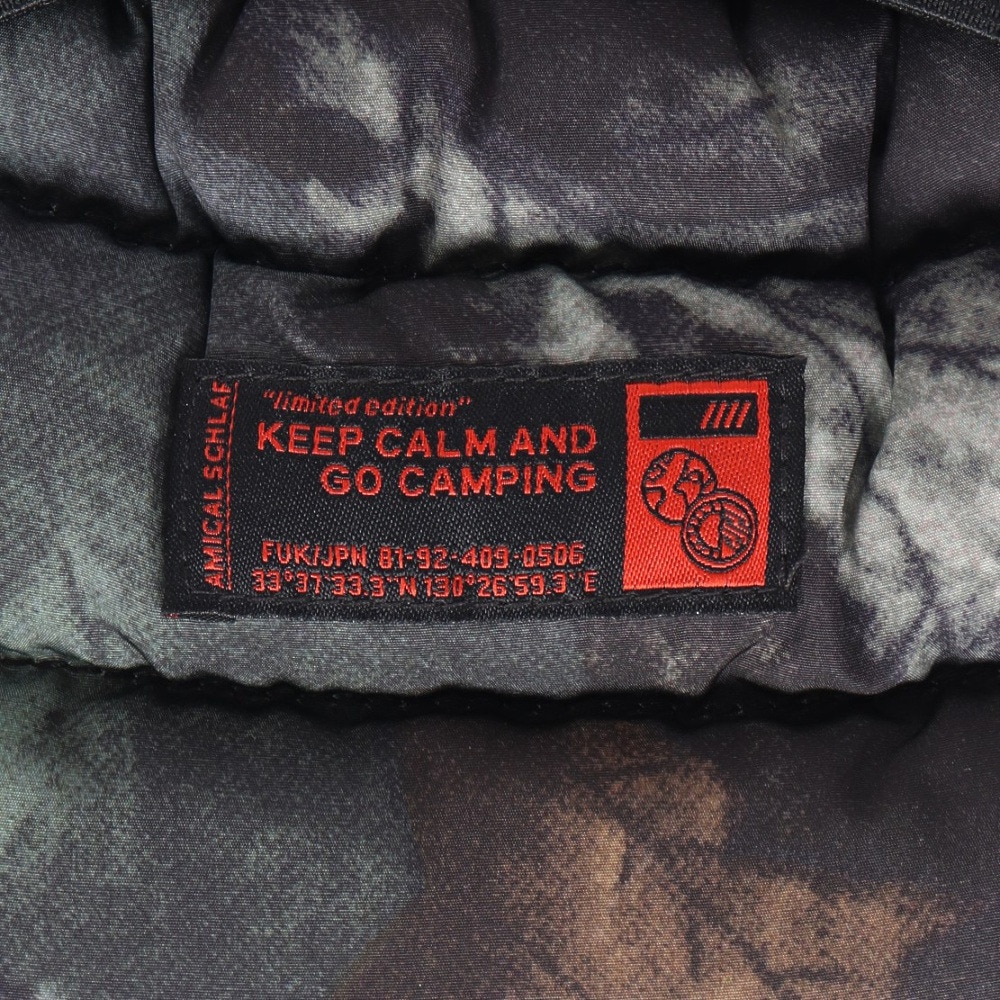 AMICAL SCHLAF
"limited edition"
KEEP CALM AND
GO CAMPING
FUK/JPN 81-92-409-0506
33°37'33.3"N 130°26'59.3"E